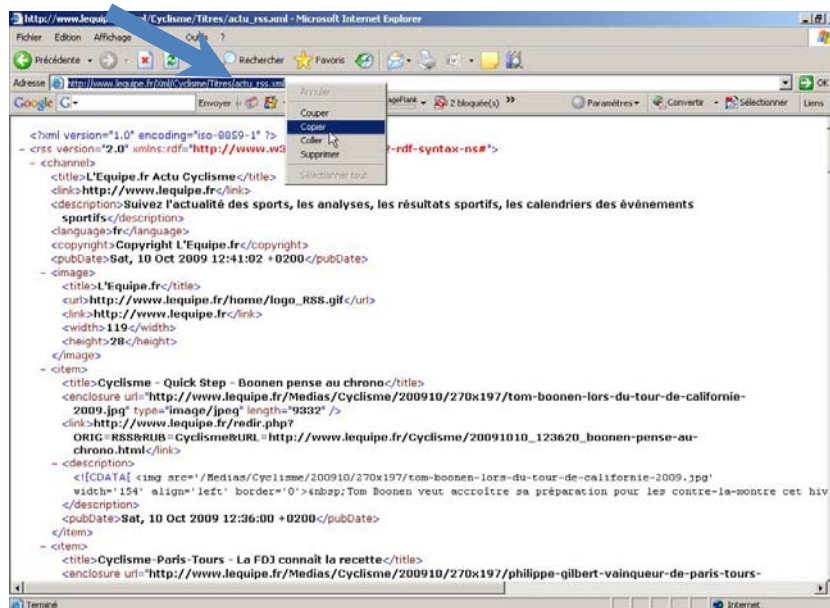 http://www.lequip ml/Cyclisme/Titres/actu_rss.xml - Microsoft Internet Explorer
Fichier Edition Affichage Outils ?
Précédente Rechercher Favoris
Adresse http://www.lequipe.fr/Xml/Cyclisme/Titres/actu_rss.xml OK
Google G Envoyer PageRank 2 bloquée(s) Paramètres Convertir Sélectionner Liens
Annuler
Couper
Copier
Coller
Supprimer
Sélectionner tout
<?xml version="1.0" encoding="iso-8859-1" ?>
- <rss version="2.0" xmlns:rdf="http://www.w3 -rdf-syntax-ns#">
- <channel>
<title>L'Equipe.fr Actu Cyclisme</title>
<link>http://www.lequipe.fr</link>
<description>Suivez l'actualité des sports, les analyses, les résultats sportifs, les calendriers des événements
sportifs</description>
<language>fr</language>
<copyright>Copyright L'Equipe.fr</copyright>
<pubDate>Sat, 10 Oct 2009 12:41:02 +0200</pubDate>
- <image>
<title>L'Equipe.fr</title>
<url>http://www.lequipe.fr/home/logo_RSS.gif</url>
<link>http://www.lequipe.fr</link>
<width>119</width>
<height>28</height>
</image>
- <item>
<title>Cyclisme - Quick Step - Boonen pense au chrono</title>
<enclosure url="http://www.lequipe.fr/Medias/Cyclisme/200910/270x197/tom-boonen-lors-du-tour-de-californie-
2009.jpg" type="image/jpeg" length="9332" />
<link>http://www.lequipe.fr/redir.php?
ORIG=RSS&RUB=Cyclisme&URL=http://www.lequipe.fr/Cyclisme/20091010_123620_boonen-pense-au-
chrono.html</link>
- <description>
<![CDATA[ <img src='/Medias/Cyclisme/200910/270x197/tom-boonen-lors-du-tour-de-californie-2009.jpg'
width='154' align='left' border='0'>&nbsp;Tom Boonen veut accroître sa préparation pour les contre-la-montre cet hiv
</description>
<pubDate>Sat, 10 Oct 2009 12:36:00 +0200</pubDate>
</item>
- <item>
<title>Cyclisme-Paris-Tours - La FDJ connaît la recette</title>
<enclosure url="http://www.lequipe.fr/Medias/Cyclisme/200910/270x197/philippe-gilbert-vainqueur-de-paris-tours-
Terminé Internet